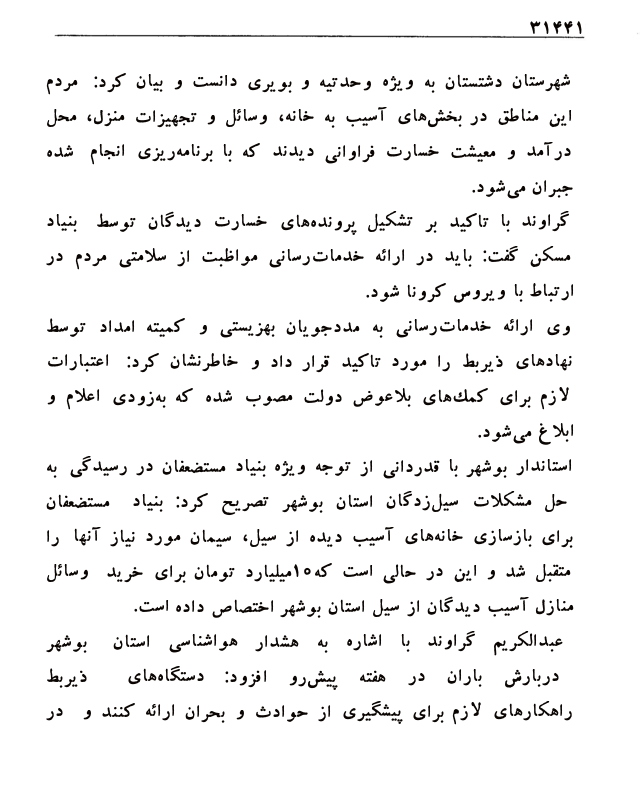 ۳۱۴۴۱
شهرستان دشتستان به ویژه وحدتیه و بویری دانست و بیان کرد: مردم
این مناطق در بخش‌های آسیب به خانه، وسائل و تجهیزات منزل، محل
درآمد و معیشت خسارت فراوانی دیدند که با برنامه‌ریزی انجام شده
جبران می‌شود.
گراوند با تاکید بر تشکیل پرونده‌های خسارت دیدگان توسط بنیاد
مسکن گفت: باید در ارائه خدمات‌رسانی مواظبت از سلامتی مردم در
ارتباط با ویروس کرونا شود.
وی ارائه خدمات‌رسانی به مددجویان بهزیستی و کمیته امداد توسط
نهادهای ذیربط را مورد تاکید قرار داد و خاطرنشان کرد: اعتبارات
لازم برای کمك‌های بلاعوض دولت مصوب شده که به‌زودی اعلام و
ابلاغ می‌شود.
استاندار بوشهر با قدردانی از توجه ویژه بنیاد مستضعفان در رسیدگی به
حل مشکلات سیل‌زدگان استان بوشهر تصریح کرد: بنیاد مستضعفان
برای بازسازی خانه‌های آسیب دیده از سیل، سیمان مورد نیاز آنها را
متقبل شد و این در حالی است که۱۰میلیارد تومان برای خرید وسائل
منازل آسیب دیدگان از سیل استان بوشهر اختصاص داده است.
عبدالکریم گراوند با اشاره به هشدار هواشناسی استان بوشهر
دربارش باران در هفته پیش‌رو افزود: دستگاه‌های ذیربط
راهکارهای لازم برای پیشگیری از حوادث و بحران ارائه کنند و در